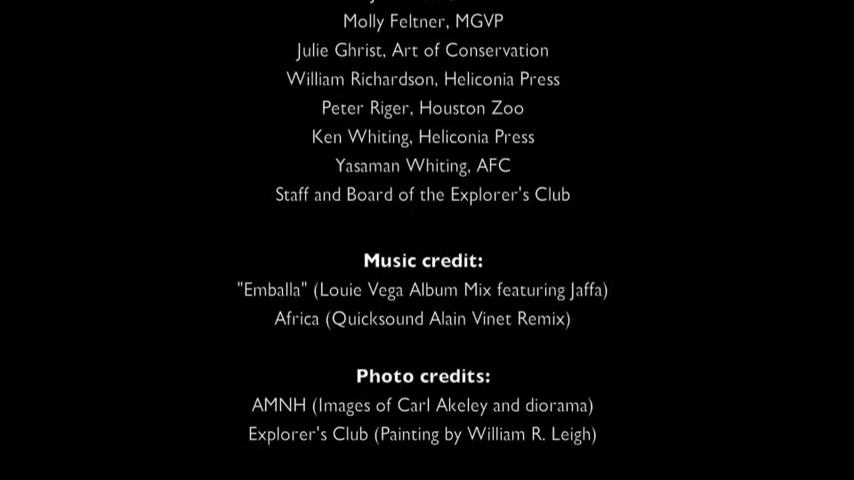 Molly Feltner, MGVP
Julie Ghrist, Art of Conservation
William Richardson, Heliconia Press
Peter Riger, Houston Zoo
Ken Whiting, Heliconia Press
Yasaman Whiting, AFC
Staff and Board of the Explorer's Club
Music credit:
"Emballa" (Louie Vega Album Mix featuring Jaffa)
Africa (Quicksound Alain Vinet Remix)
Photo credits:
AMNH (Images of Carl Akeley and diorama)
Explorer's Club (Painting by William R. Leigh)